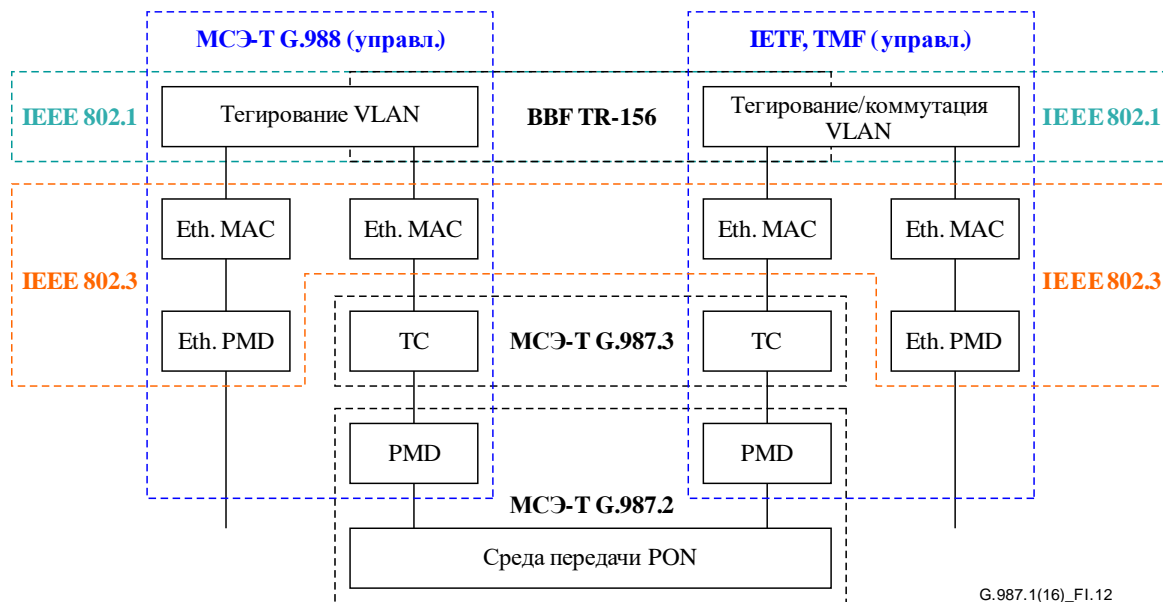 МСЭ-Т G.988 (управл.)
IETF, TMF (управл.)
IEEE 802.1
Тегирование VLAN
BBF TR-156
Тегирование/коммутация
VLAN
IEEE 802.1
Eth. MAC
Eth. MAC
Eth. MAC
Eth. MAC
IEEE 802.3
IEEE 802.3
Eth. PMD
TC
МСЭ-Т G.987.3
TC
Eth. PMD
PMD
PMD
МСЭ-Т G.987.2
Среда передачи PON
G.987.1(16)_FI.12